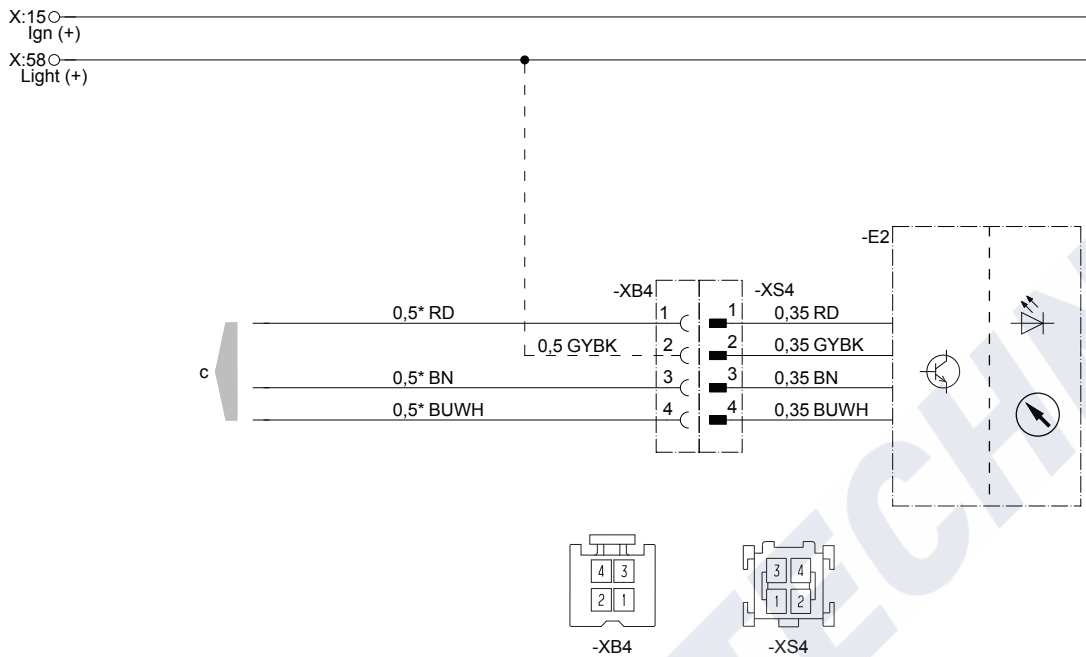 X:15
Ign (+)
X:58
Light (+)
-E2
-XB4 -XS4
0,5* RD 1 1 0,35 RD
0,5 GYBK 2 2 0,35 GYBK
c
0,5* BN 3 3 0,35 BN
0,5* BUWH 4 4 0,35 BUWH
4 3 3 4
2 1 1 2
-XB4 -XS4
TECH